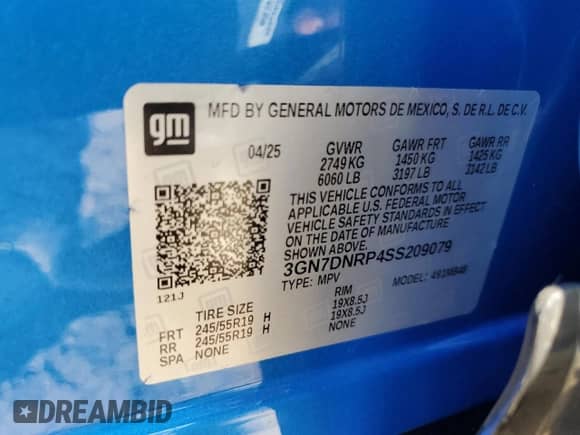 gm
MFD BY GENERAL MOTORS DE MEXICO, S. DE R.L. DE C.V.
04/25 GVWR GAWR FRT GAWR RR
2749 KG 1450 KG 1425 KG
6060 LB 3197 LB 3142 LB
THIS VEHICLE CONFORMS TO ALL
APPLICABLE U.S. FEDERAL MOTOR
VEHICLE SAFETY STANDARDS IN EFFECT
ON THE DATE OF MANUFACTURE
SHOWN ABOVE.
3GN7DNRP4SS209079
TYPE: MPV MODEL:
121J
TIRE SIZE RIM
FRT 245/55R19 H 19X8.5J
RR 245/55R19 H 19X8.5J
SPA NONE NONE
DREAMBID